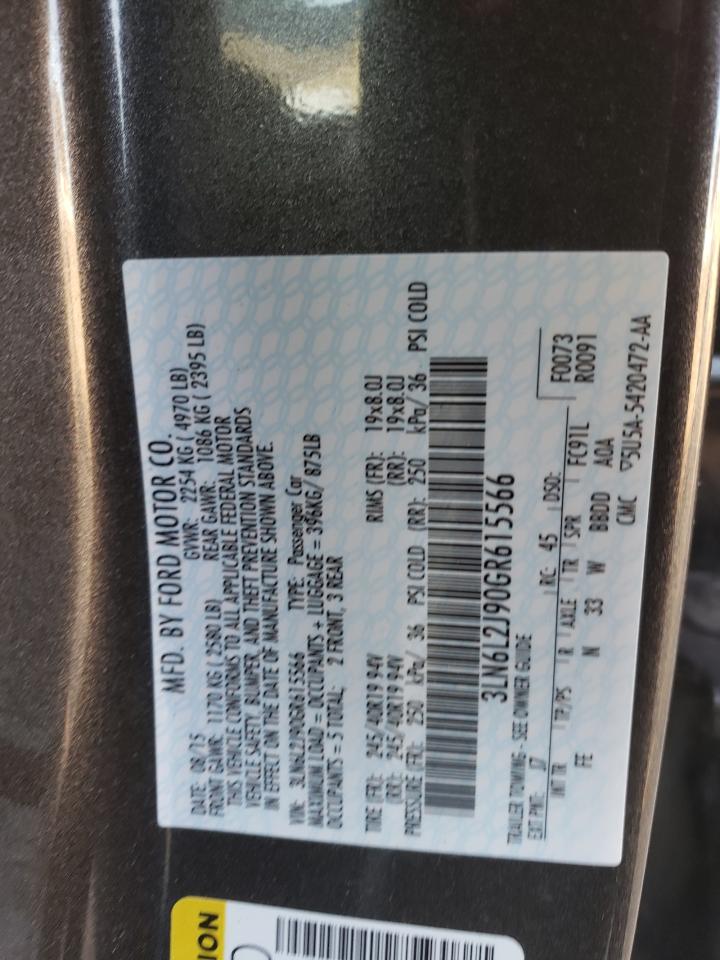 MFD. BY FORD MOTOR CO.
DATE: 08/15 GVWR: 2254 KG ( 4970 LB)
FRONT GAWR: 1170 KG ( 2580 LB) REAR GAWR: 1086 KG ( 2395 LB)
THIS VEHICLE CONFORMS TO ALL APPLICABLE FEDERAL MOTOR
VEHICLE SAFETY, BUMPER, AND THEFT PREVENTION STANDARDS
IN EFFECT ON THE DATE OF MANUFACTURE SHOWN ABOVE.
VIN: 3LN6L2J90GR615566 TYPE: Passenger Car
MAXIMUM LOAD = OCCUPANTS + LUGGAGE = 396KG/ 875LB
OCCUPANTS = 5 TOTAL: 2 FRONT, 3 REAR
TIRE (FR): 245/40R19 94V RIMS (FR): 19x8.0J
(RR): 245/40R19 94V (RR): 19x8.0J
PRESSURE (FR): 250 kPa/ 36 PSI COLD (RR): 250 kPa/ 36 PSI COLD
3LN6L2J90GR615566
TRAILER TOWING - SEE OWNER GUIDE
EXT PNT: J7 RC: 45 DSO: F0073
INT TR TP/PS R AXLE TR SPR FC91L R0091
FE N 33 W BBDD A0A
CMC 5U5A-5420472-AA
ION